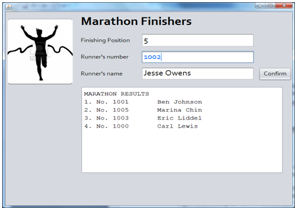 Marathon Finishers
Finishing Position 5
Runner's number 1002
Runner's name Jesse Owens Confirm
MARATHON RESULTS
1. No. 1001 Ben Johnson
2. No. 1005 Marina Chin
3. No. 1003 Eric Liddel
4. No. 1000 Carl Lewis